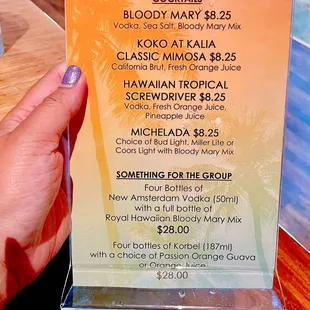 COCKTAILS
BLOODY MARY $8.25
Vodka, Sea Salt, Bloody Mary Mix
KOKO AT KALIA
CLASSIC MIMOSA $8.25
California Brut, Fresh Orange Juice
HAWAIIAN TROPICAL
SCREWDRIVER $8.25
Vodka, Fresh Orange Juice,
Pineapple Juice
MICHELADA $8.25
Choice of Bud Light, Miller Lite or
Coors Light with Bloody Mary Mix
SOMETHING FOR THE GROUP
Four Bottles of
New Amsterdam Vodka (50ml)
with a full bottle of
Royal Hawaiian Bloody Mary Mix
$28.00
Four bottles of Korbel (187ml)
with a choice of Passion Orange Guava
or Orange Juice
$28.00